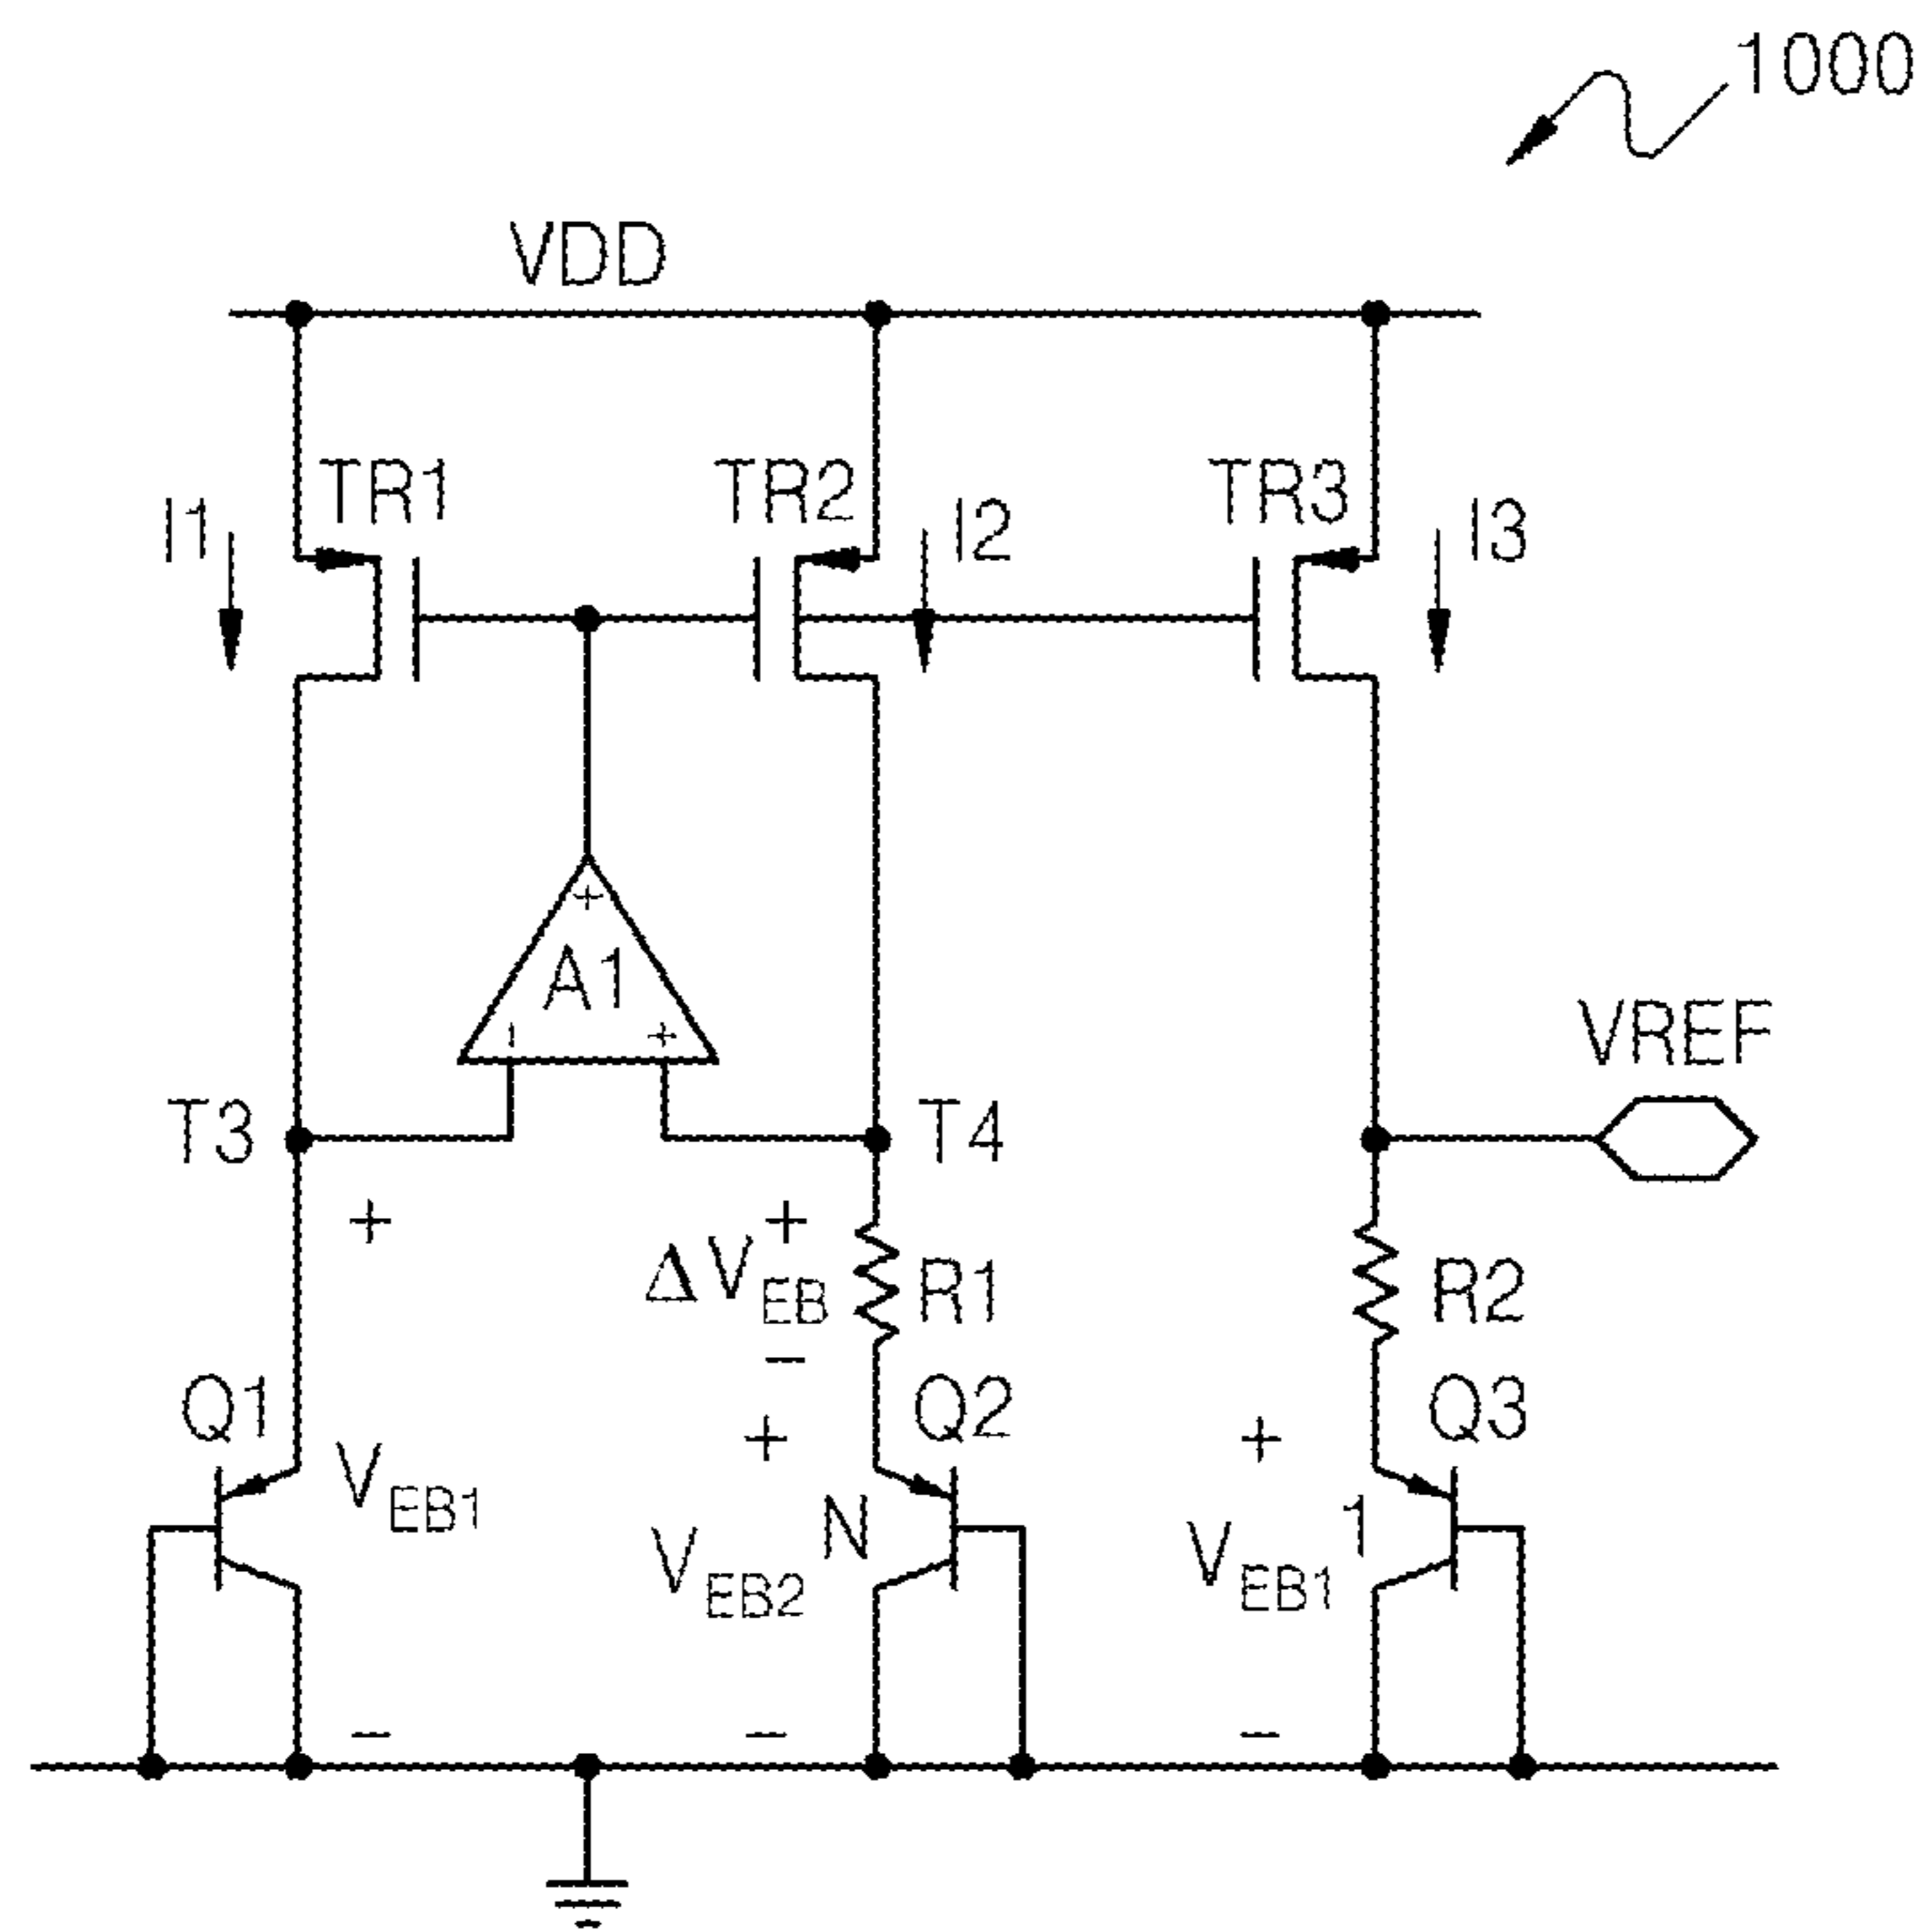 1000
VDD
TR1 TR2 TR3
I1 I2 I3
+
A1
- +
VREF
T3 T4
+ +
ΔVEB R1 R2
-
Q1 Q2 Q3
+ +
VEB1 N 1
VEB2 VEB1
- - -